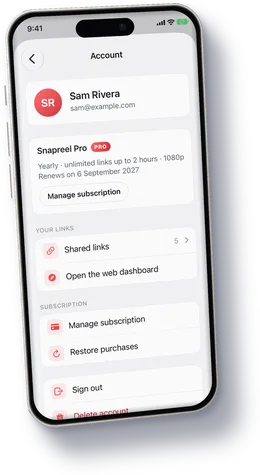 9:41
Account
SR
Sam Rivera
sam@example.com
Snapreel Pro PRO
Yearly · unlimited links up to 2 hours · 1080p
Renews on 6 September 2027
Manage subscription
YOUR LINKS
Shared links 5
Open the web dashboard
SUBSCRIPTION
Manage subscription
Restore purchases
Sign out
Delete account